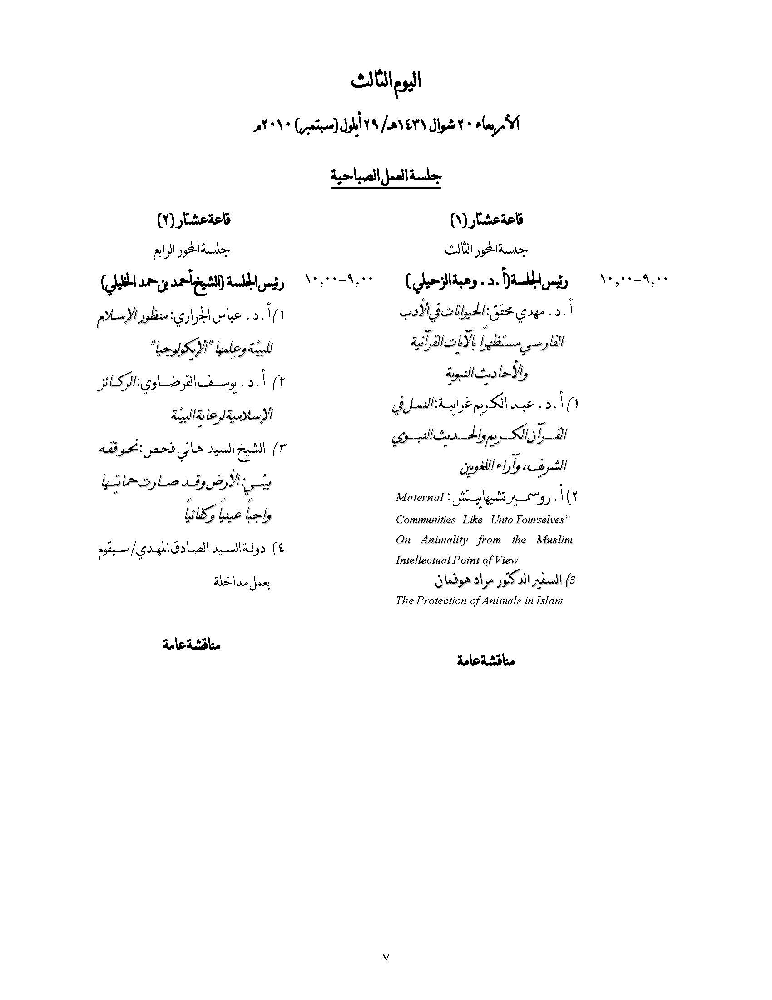 اليوم الثالث
الأربعاء ٢٠ شوال ١٤٣١هـ/ ٢٩ أيلول (سبتمبر) ٢٠١٠م
جلسة العمل الصباحية
قاعة عشتار (١)
جلسة المحور الثالث
٩,٠٠-١٠,٠٠ رئيس الجلسة (أ.د. وهبة الزحيلي)
أ.د. مهدي محقق: الحيوانات في الأدب
الفارسي مستظهراً بالآيات القرآنية
والأحاديث النبوية
١) أ.د. عبد الكريم غرايبة: النمل في
القرآن الكريم والحديث النبوي
الشريف، وآراء اللغويين
٢) أ. روسمير تشيهاييتش: Maternal
Communities Like Unto Yourselves”
On Animality from the Muslim
Intellectual Point of View
3) السفير الدكتور مراد هوفمان
The Protection of Animals in Islam
مناقشة عامة
قاعة عشتار (٢)
جلسة المحور الرابع
٩,٠٠-١٠,٠٠ رئيس الجلسة (الشيخ أحمد بن حمد الخليلي)
١) أ.د. عباس الجراري: منظور الإسلام
للبيئة وعِلمها "الإيكولوجيا"
٢) أ.د. يوسف القرضاوي: الركائز
الإسلامية لرعاية البيئة
٣) الشيخ السيد هاني فحص: نحو فقه
بيئي: الأرض وقد صارت حمايتها
واجباً عينياً وكفائياً
٤) دولة السيد الصادق المهدي/ سيقوم
بعمل مداخلة
مناقشة عامة
٧